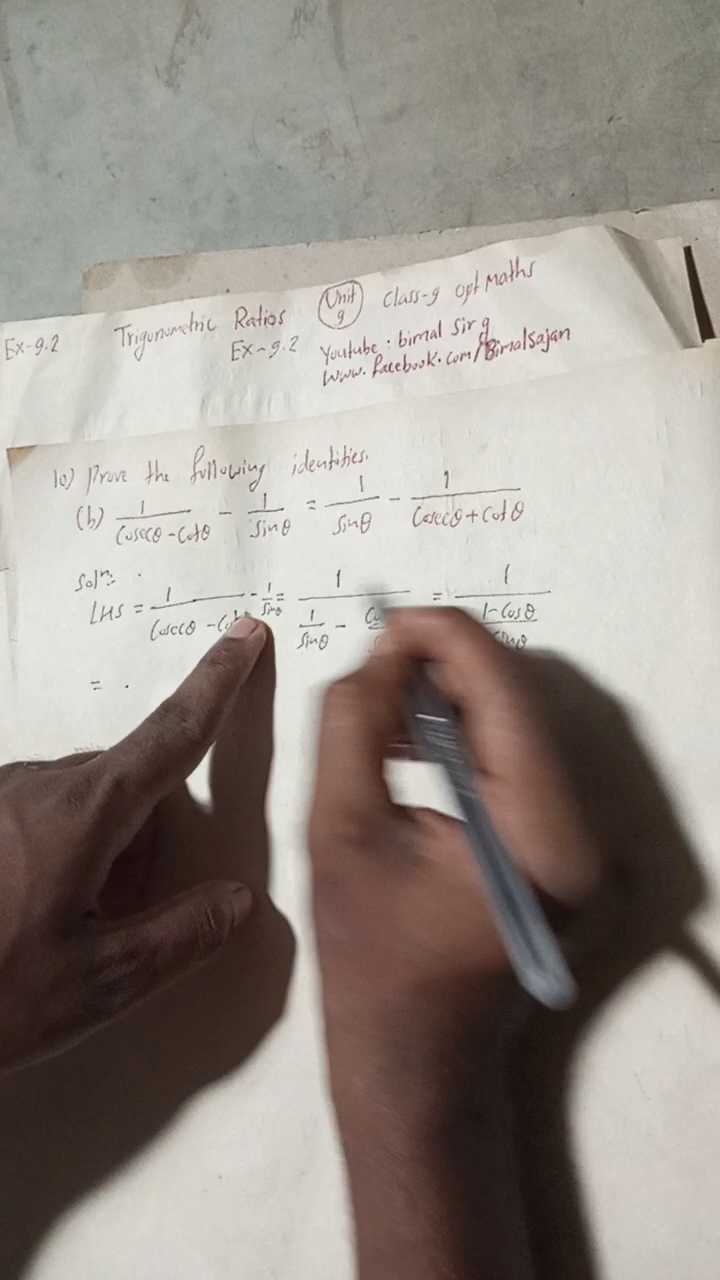 Ex-9.2 Trigonometric Ratios Unit 9 Class-9 opt Maths
Ex-9.2 Youtube : bimal Sir g
www.facebook.com/Bimalsajan
10) Prove the following identities.
(h) 1/(Cosecθ - Cotθ) - 1/Sinθ = 1/Sinθ - 1/(Cosecθ + Cotθ)
Solⁿ:-
LHS = 1/(Cosecθ - Cotθ) - 1/Sinθ = 1/(1/Sinθ - = 1/((1-Cosθ)/Sinθ)
= .